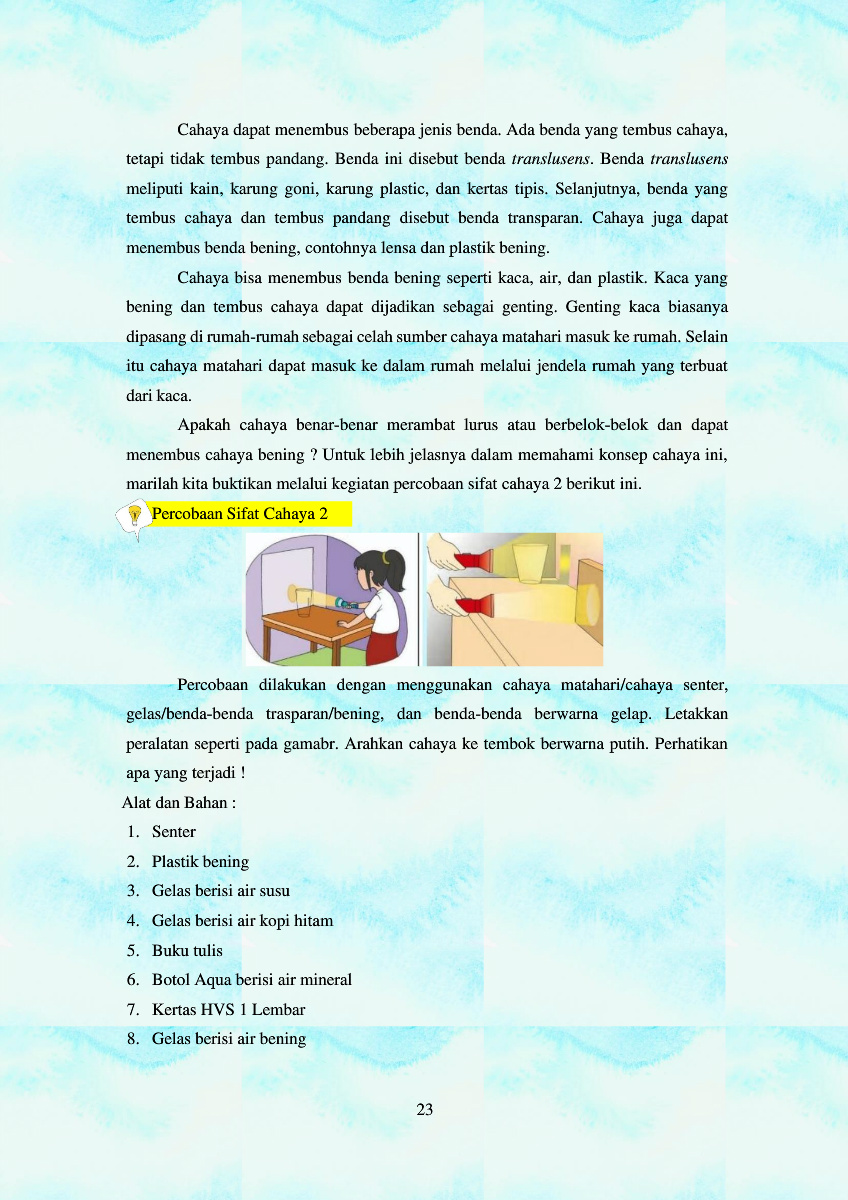 Cahaya dapat menembus beberapa jenis benda. Ada benda yang tembus cahaya,
tetapi tidak tembus pandang. Benda ini disebut benda translusens. Benda translusens
meliputi kain, karung goni, karung plastic, dan kertas tipis. Selanjutnya, benda yang
tembus cahaya dan tembus pandang disebut benda transparan. Cahaya juga dapat
menembus benda bening, contohnya lensa dan plastik bening.
Cahaya bisa menembus benda bening seperti kaca, air, dan plastik. Kaca yang
bening dan tembus cahaya dapat dijadikan sebagai genting. Genting kaca biasanya
dipasang di rumah-rumah sebagai celah sumber cahaya matahari masuk ke rumah. Selain
itu cahaya matahari dapat masuk ke dalam rumah melalui jendela rumah yang terbuat
dari kaca.
Apakah cahaya benar-benar merambat lurus atau berbelok-belok dan dapat
menembus cahaya bening ? Untuk lebih jelasnya dalam memahami konsep cahaya ini,
marilah kita buktikan melalui kegiatan percobaan sifat cahaya 2 berikut ini.
Percobaan Sifat Cahaya 2
Percobaan dilakukan dengan menggunakan cahaya matahari/cahaya senter,
gelas/benda-benda trasparan/bening, dan benda-benda berwarna gelap. Letakkan
peralatan seperti pada gamabr. Arahkan cahaya ke tembok berwarna putih. Perhatikan
apa yang terjadi !
Alat dan Bahan :
1. Senter
2. Plastik bening
3. Gelas berisi air susu
4. Gelas berisi air kopi hitam
5. Buku tulis
6. Botol Aqua berisi air mineral
7. Kertas HVS 1 Lembar
8. Gelas berisi air bening
23